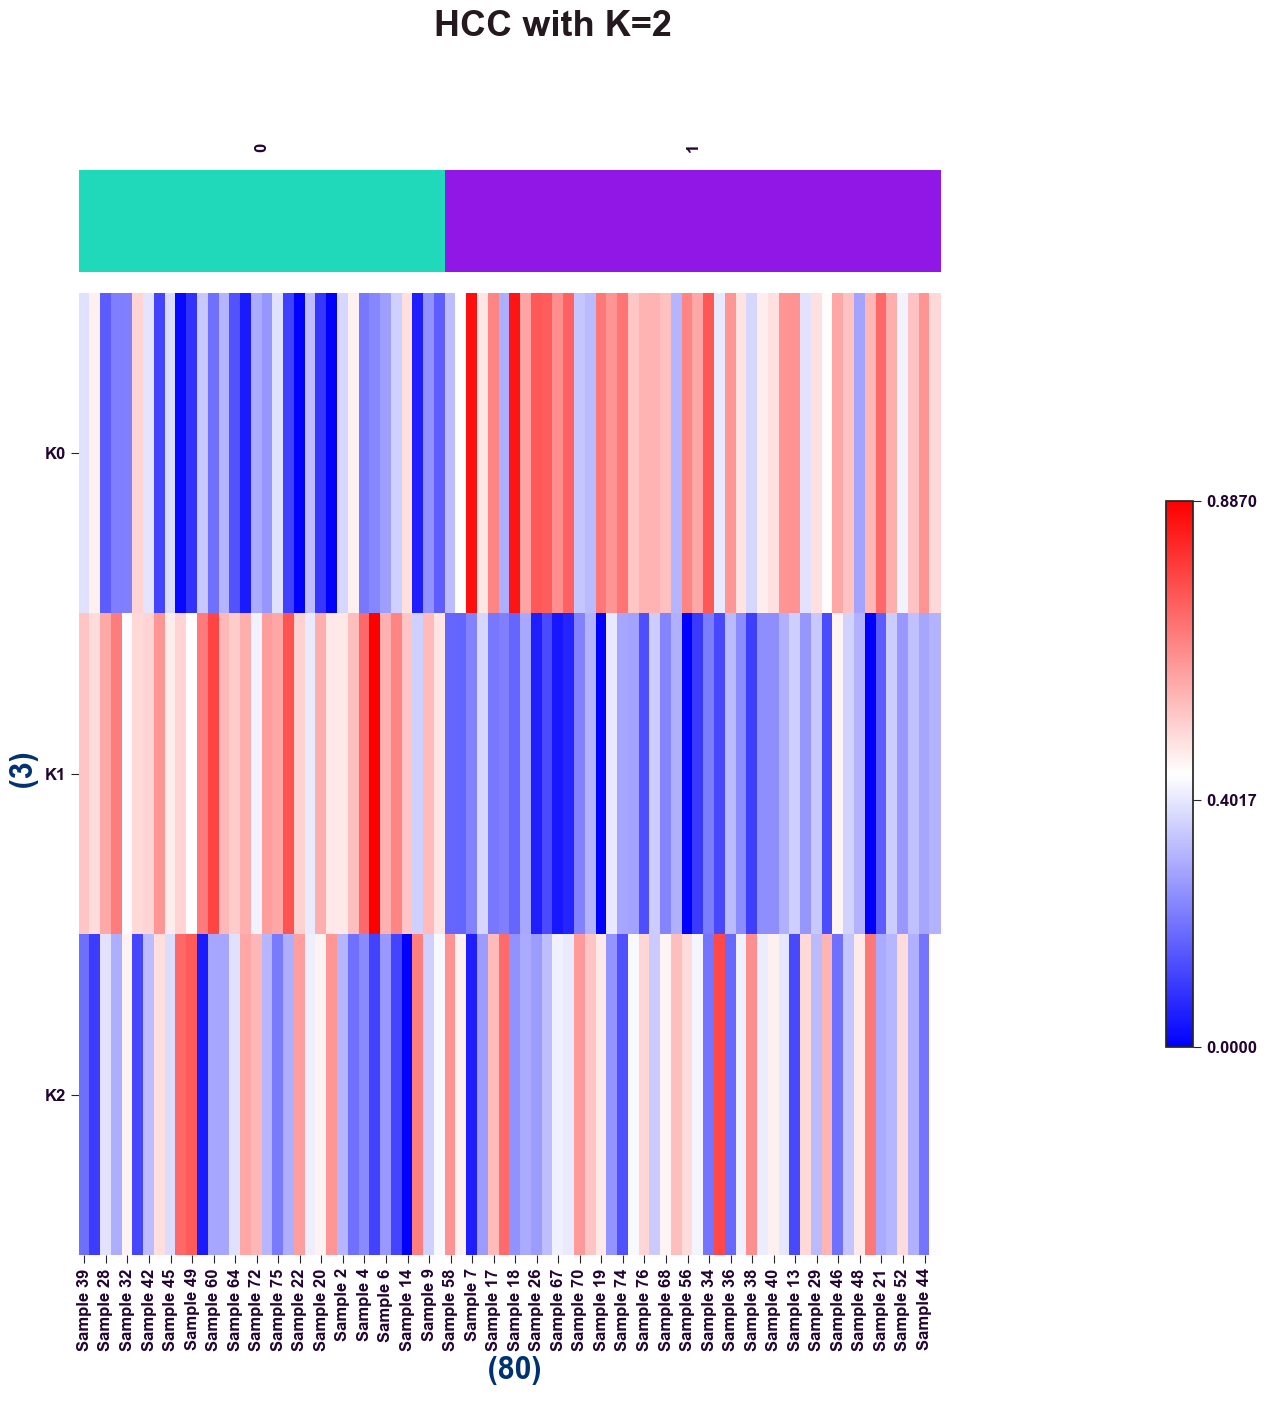 HCC with K=2
0
1
K0
K1
K2
(3)
0.8870
0.4017
0.0000
Sample 39
Sample 28
Sample 32
Sample 42
Sample 45
Sample 49
Sample 60
Sample 64
Sample 72
Sample 75
Sample 22
Sample 20
Sample 2
Sample 4
Sample 6
Sample 14
Sample 9
Sample 58
Sample 7
Sample 17
Sample 18
Sample 26
Sample 67
Sample 70
Sample 19
Sample 74
Sample 76
Sample 68
Sample 56
Sample 34
Sample 36
Sample 38
Sample 40
Sample 13
Sample 29
Sample 46
Sample 48
Sample 21
Sample 52
Sample 44
(80)